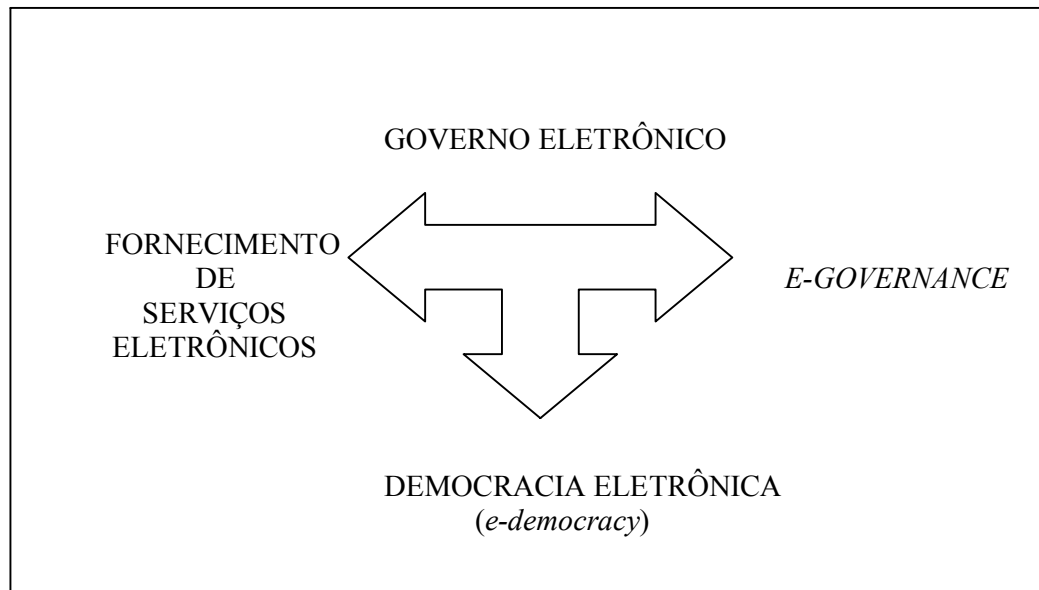 GOVERNO ELETRÔNICO
FORNECIMENTO
DE
SERVIÇOS
ELETRÔNICOS
E-GOVERNANCE
DEMOCRACIA ELETRÔNICA
(e-democracy)